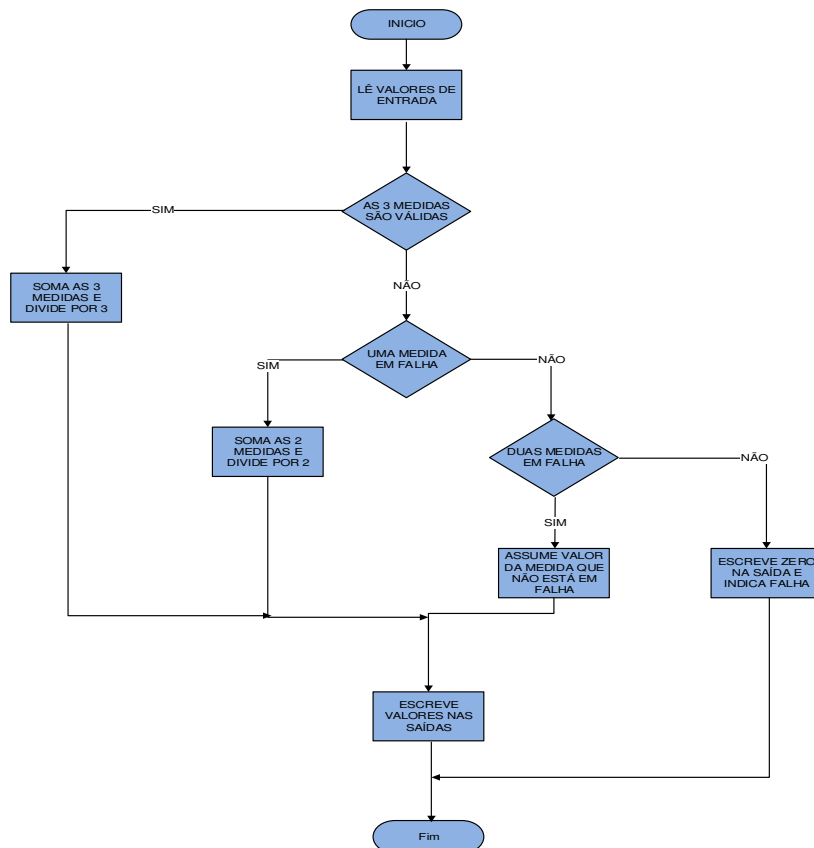 INICIO
LÊ VALORES DE
ENTRADA
AS 3 MEDIDAS
SÃO VÁLIDAS
SIM
SOMA AS 3
MEDIDAS E
DIVIDE POR 3
NÃO
UMA MEDIDA
EM FALHA
SIM
NÃO
SOMA AS 2
MEDIDAS E
DIVIDE POR 2
DUAS MEDIDAS
EM FALHA
NÃO
SIM
ASSUME VALOR
DA MEDIDA QUE
NÃO ESTÁ EM
FALHA
ESCREVE ZERO
NA SAÍDA E
INDICA FALHA
ESCREVE
VALORES NAS
SAÍDAS
Fim